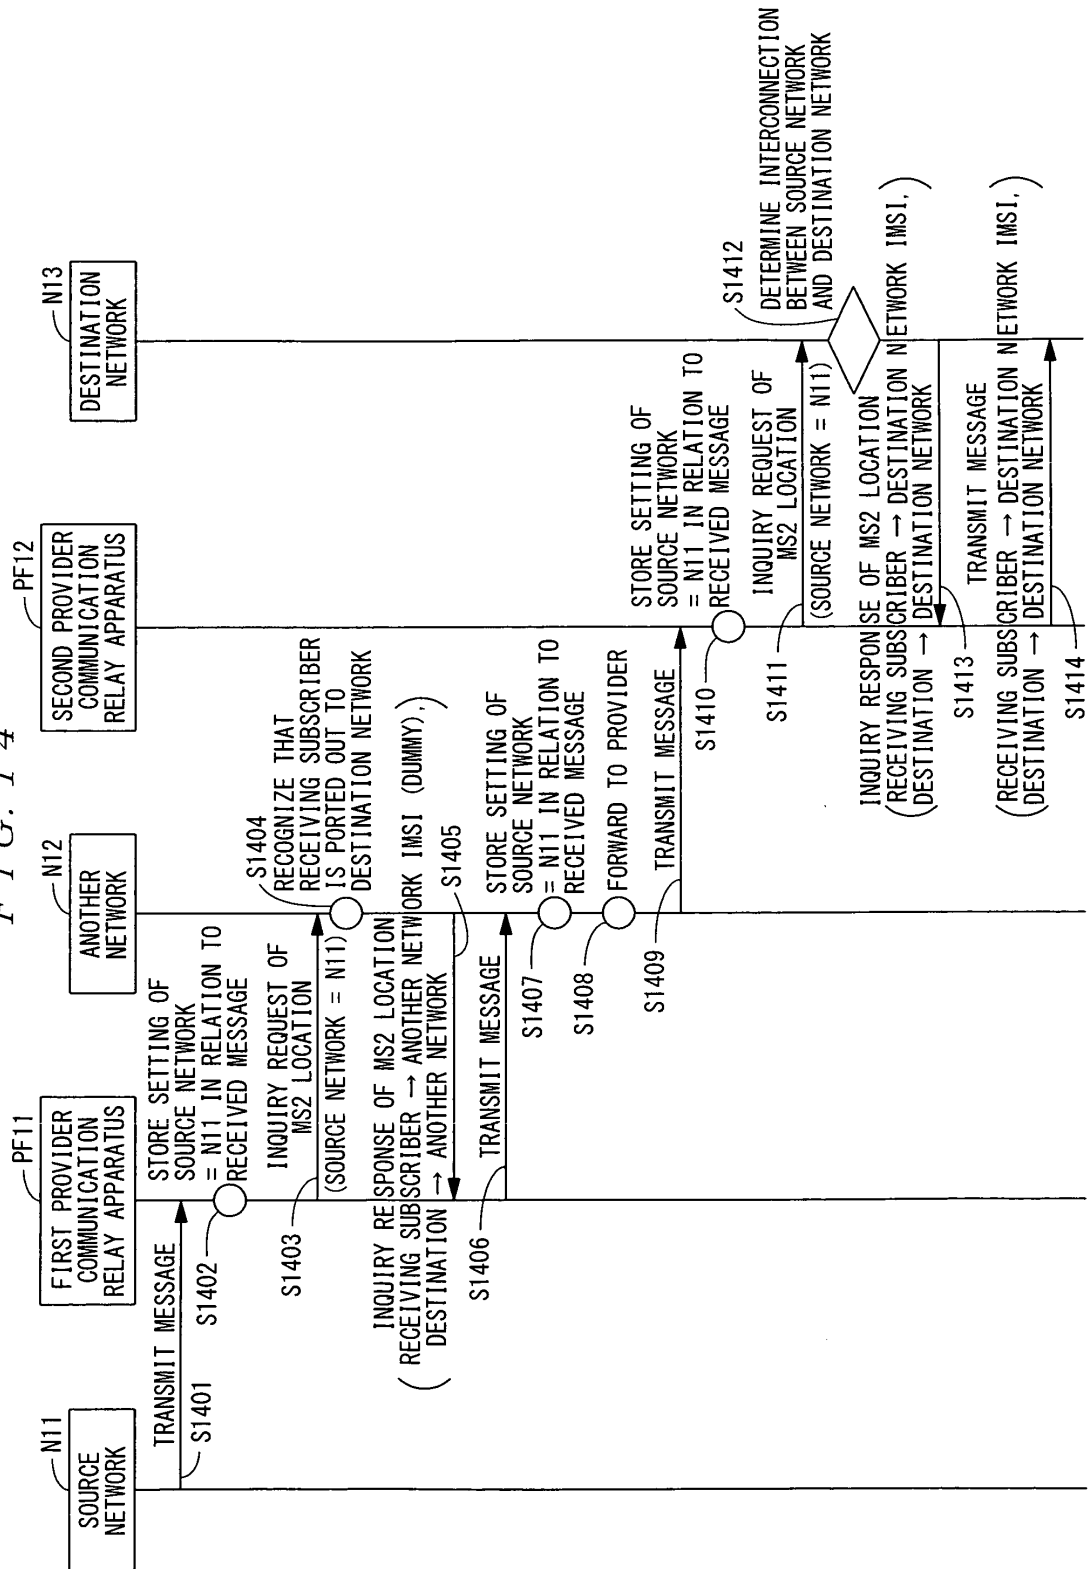 FIG. 14
N11
SOURCE
NETWORK
PF11
FIRST PROVIDER
COMMUNICATION
RELAY APPARATUS
N12
ANOTHER
NETWORK
PF12
SECOND PROVIDER
COMMUNICATION
RELAY APPARATUS
N13
DESTINATION
NETWORK
TRANSMIT MESSAGE
S1401
STORE SETTING OF
SOURCE NETWORK
= N11 IN RELATION TO
RECEIVED MESSAGE
S1402
INQUIRY REQUEST OF
MS2 LOCATION
(SOURCE NETWORK = N11)
S1403
S1404
RECOGNIZE THAT
RECEIVING SUBSCRIBER
IS PORTED OUT TO
DESTINATION NETWORK
INQUIRY RESPONSE OF MS2 LOCATION
(RECEIVING SUBSCRIBER → ANOTHER NETWORK IMSI (DUMMY),
DESTINATION → ANOTHER NETWORK)
S1405
TRANSMIT MESSAGE
S1406
STORE SETTING OF
SOURCE NETWORK
= N11 IN RELATION TO
RECEIVED MESSAGE
S1407
FORWARD TO PROVIDER
S1408
TRANSMIT MESSAGE
S1409
STORE SETTING OF
SOURCE NETWORK
= N11 IN RELATION TO
RECEIVED MESSAGE
S1410
INQUIRY REQUEST OF
MS2 LOCATION
(SOURCE NETWORK = N11)
S1411
S1412
DETERMINE INTERCONNECTION
BETWEEN SOURCE NETWORK
AND DESTINATION NETWORK
INQUIRY RESPONSE OF MS2 LOCATION
(RECEIVING SUBSCRIBER → DESTINATION NETWORK IMSI,
DESTINATION → DESTINATION NETWORK)
S1413
TRANSMIT MESSAGE
(RECEIVING SUBSCRIBER → DESTINATION NETWORK IMSI,
DESTINATION → DESTINATION NETWORK)
S1414